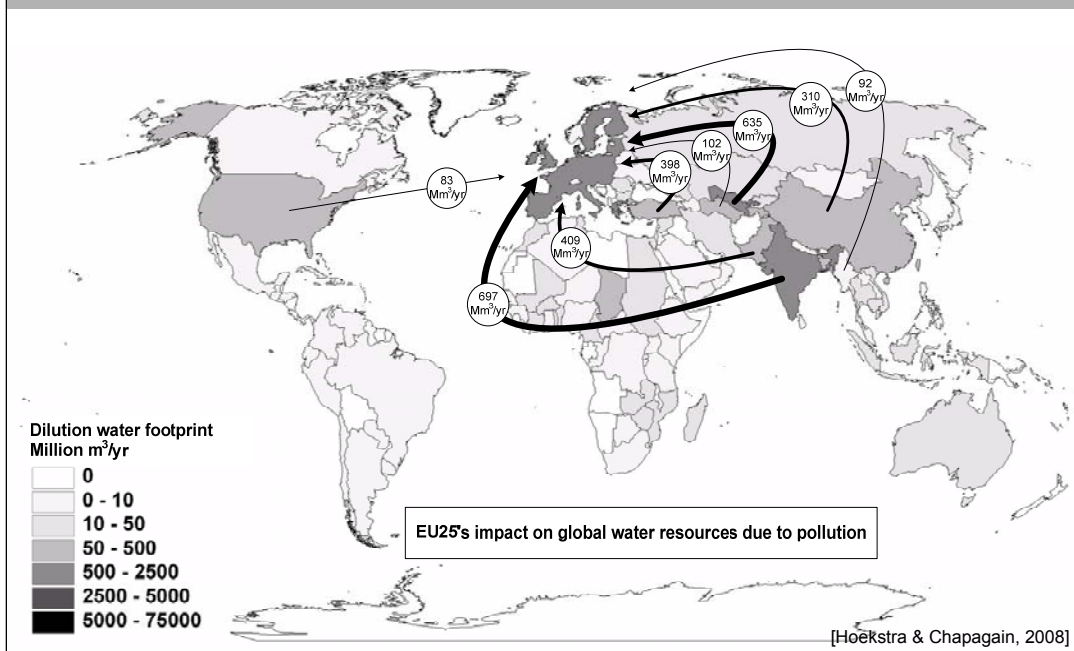 92
Mm³/yr
310
Mm³/yr
635
Mm³/yr
102
Mm³/yr
398
Mm³/yr
83
Mm³/yr
409
Mm³/yr
697
Mm³/yr
Dilution water footprint
Million m³/yr
0
0 - 10
10 - 50
50 - 500
500 - 2500
2500 - 5000
5000 - 75000
EU25's impact on global water resources due to pollution
[Hoekstra & Chapagain, 2008]